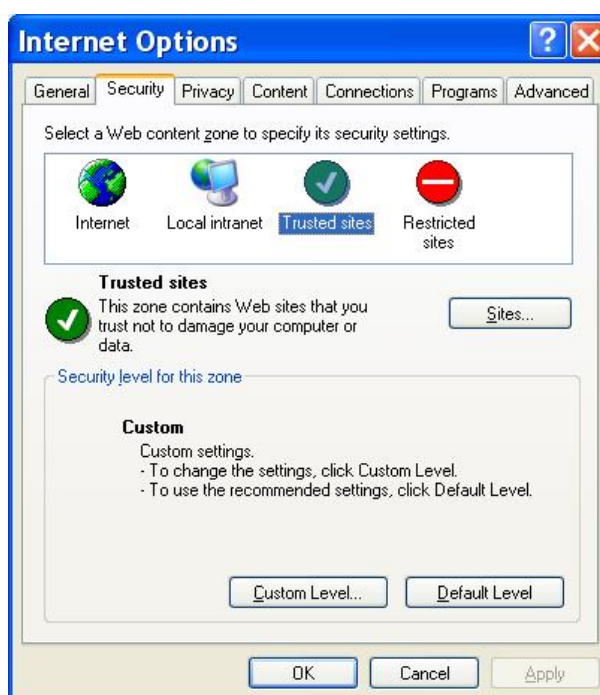 Internet Options
General Security Privacy Content Connections Programs Advanced
Select a Web content zone to specify its security settings.
Internet Local intranet Trusted sites Restricted
sites
Trusted sites
This zone contains Web sites that you
trust not to damage your computer or
data.
Sites...
Security level for this zone
Custom
Custom settings.
- To change the settings, click Custom Level.
- To use the recommended settings, click Default Level.
Custom Level... Default Level
OK Cancel Apply